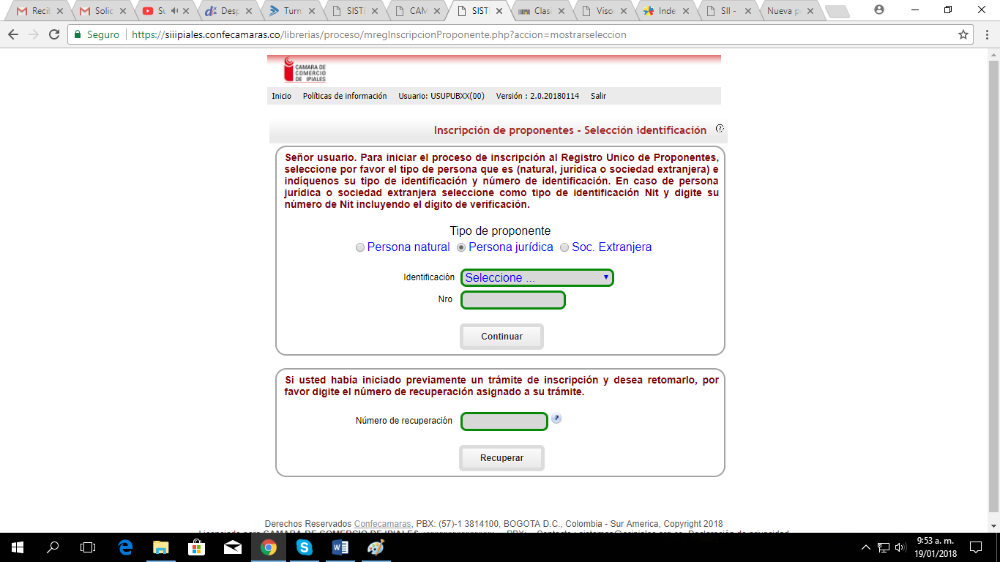 Recil
Solic
Su
Desp
Turn
SISTI
CAM
SISTI
Clas
Viso
Inde
SII -
Nueva p
Seguro
https://siiipiales.confecamaras.co/librerias/proceso/mregInscripcionProponente.php?accion=mostrarseleccion
CAMARA DE
COMERCIO
DE IPIALES
Inicio Políticas de información Usuario: USUPUBXX(00) Versión : 2.0.20180114 Salir
Inscripción de proponentes - Selección identificación
Señor usuario. Para iniciar el proceso de inscripción al Registro Unico de Proponentes,
seleccione por favor el tipo de persona que es (natural, jurídica o sociedad extranjera) e
indíquenos su tipo de identificación y número de identificación. En caso de persona
jurídica o sociedad extranjera seleccione como tipo de identificación Nit y digite su
número de Nit incluyendo el dígito de verificación.
Tipo de proponente
Persona natural Persona jurídica Soc. Extranjera
Identificación Seleccione ...
Nro
Continuar
Si usted había iniciado previamente un trámite de inscripción y desea retomarlo, por
favor digite el número de recuperación asignado a su trámite.
Número de recuperación
Recuperar
Derechos Reservados Confecamaras, PBX: (57)-1 3814100, BOGOTA D.C., Colombia - Sur America, Copyright 2018
9:53 a. m.
19/01/2018